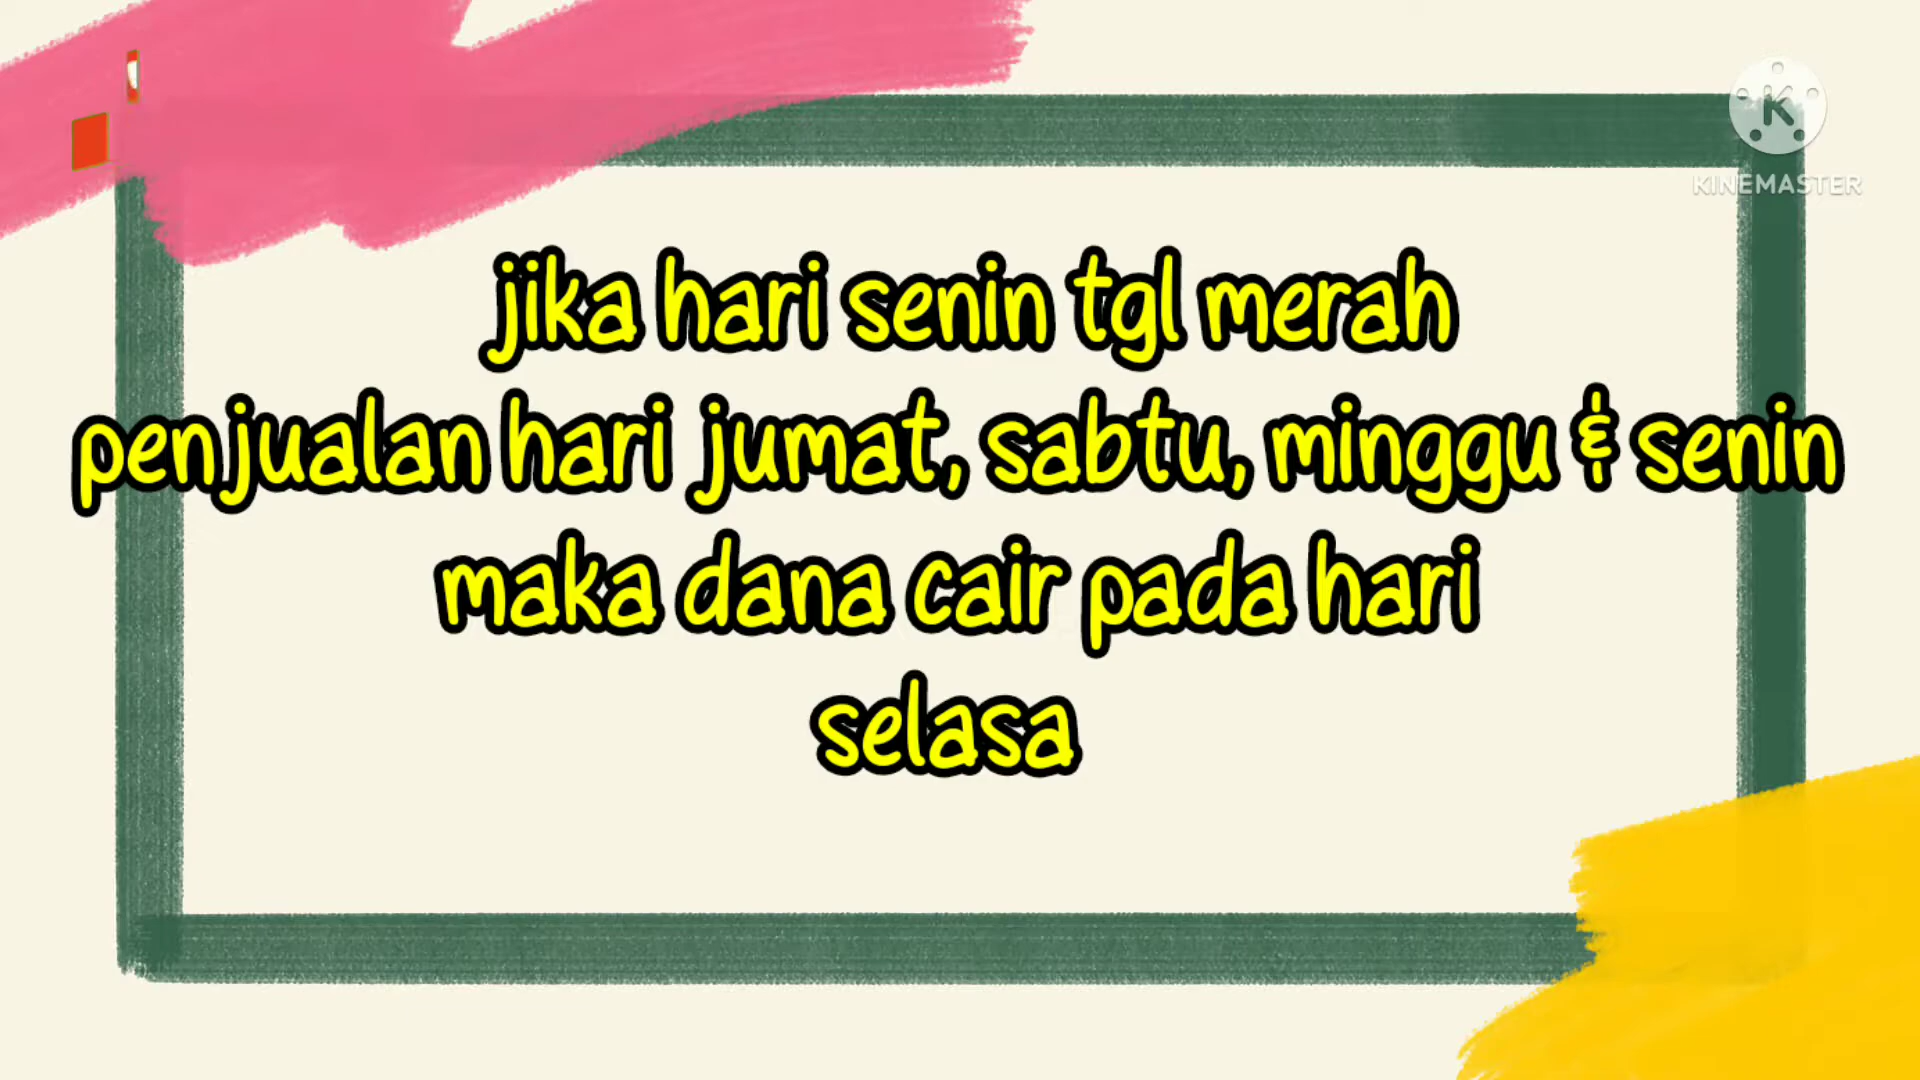 KINEMASTER
jika hari senin tgl merah
penjualan hari jumat, sabtu, minggu & senin
maka dana cair pada hari
selasa